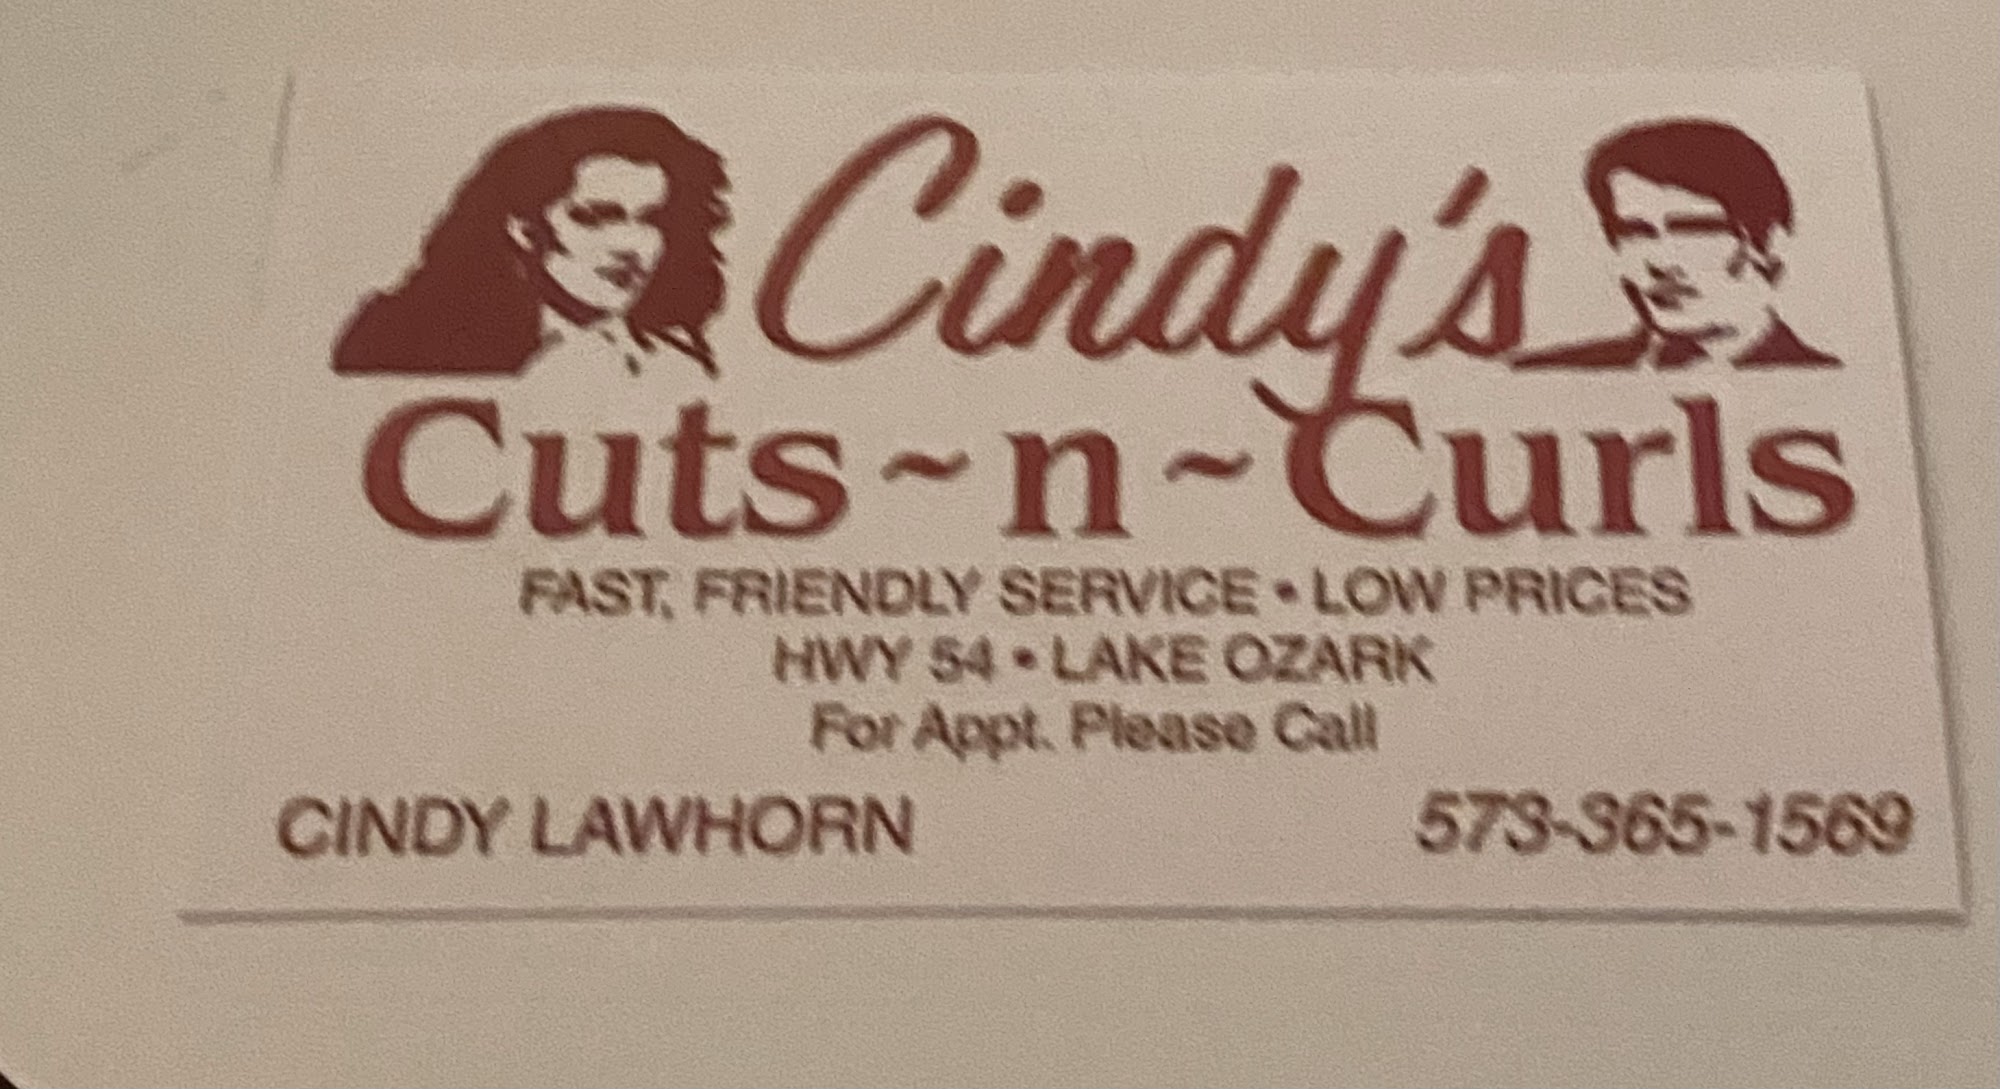 Cindy's
Cuts~n~Curls
FAST, FRIENDLY SERVICE • LOW PRICES
HWY 54 • LAKE OZARK
For Appt. Please Call
CINDY LAWHORN 573-365-1569